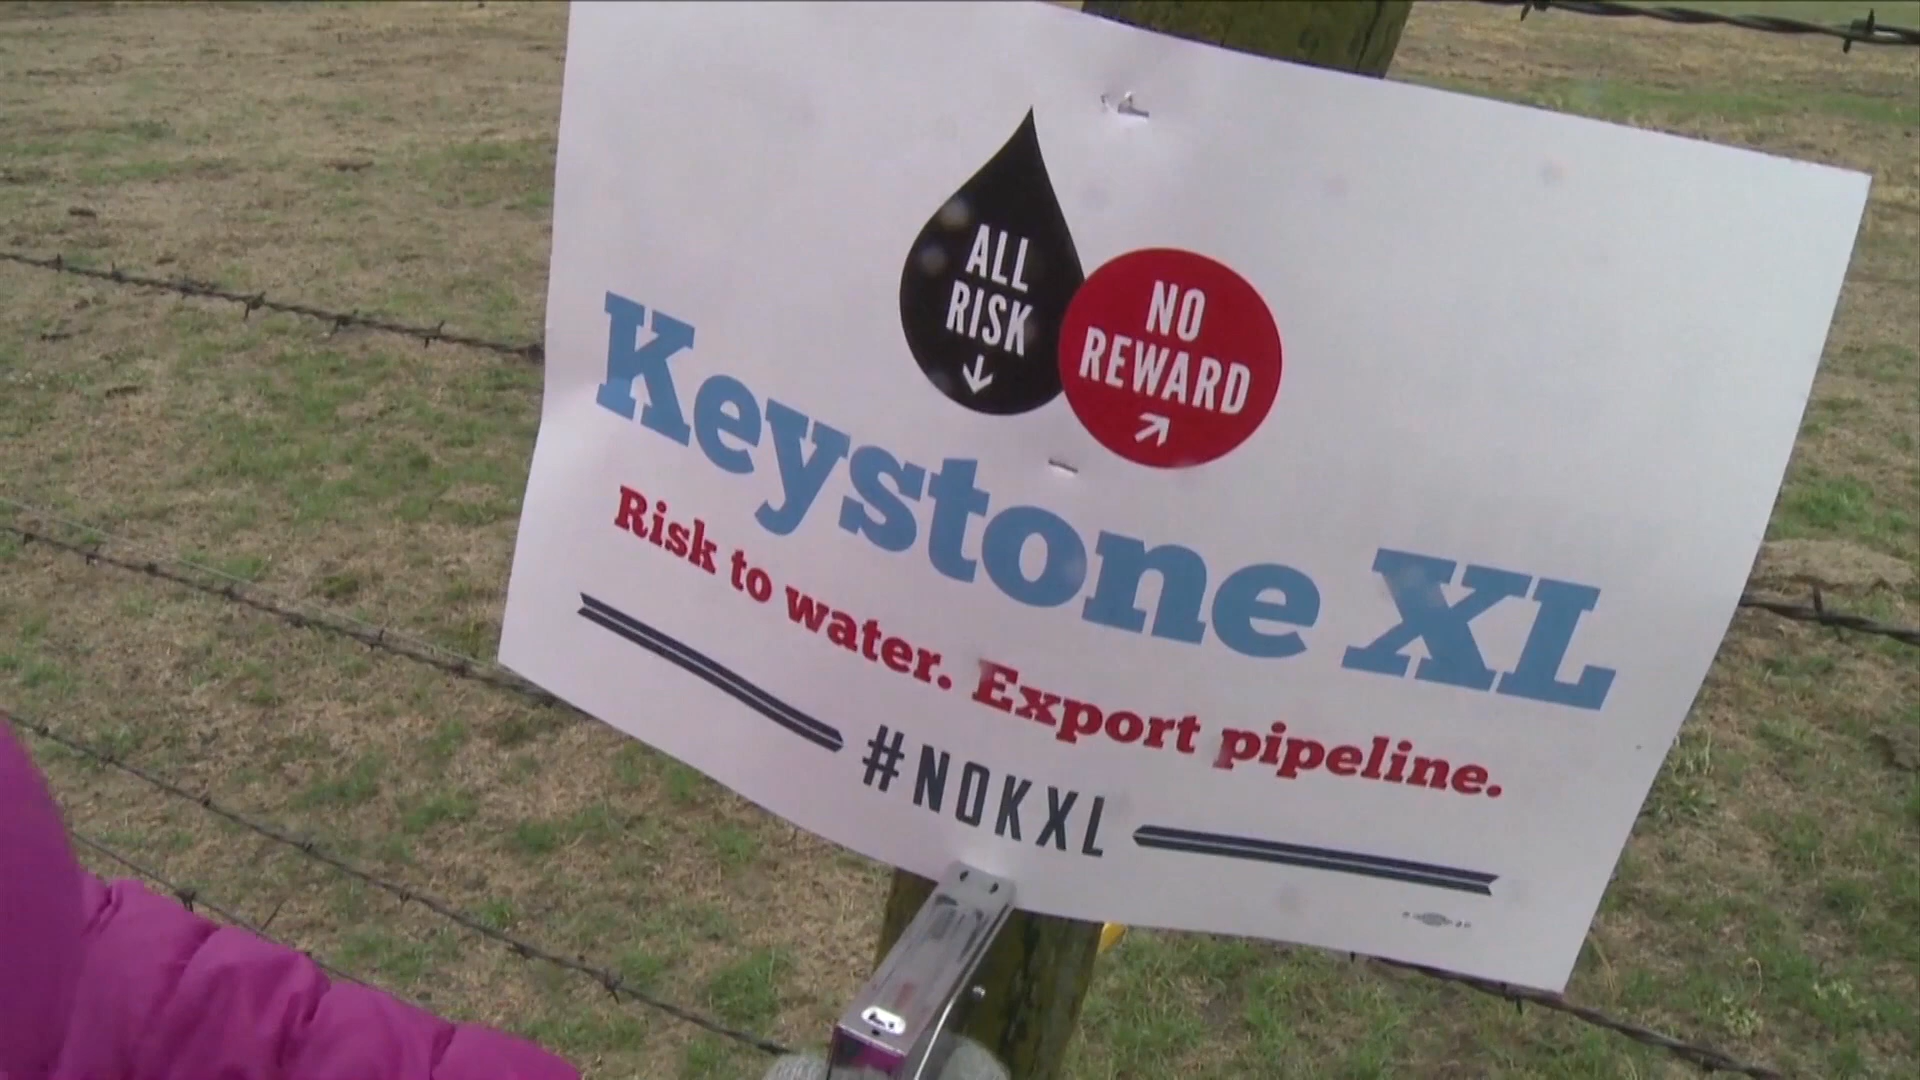 ALL
RISK
NO
REWARD
Keystone XL
Risk to water. Export pipeline.
#NOKXL